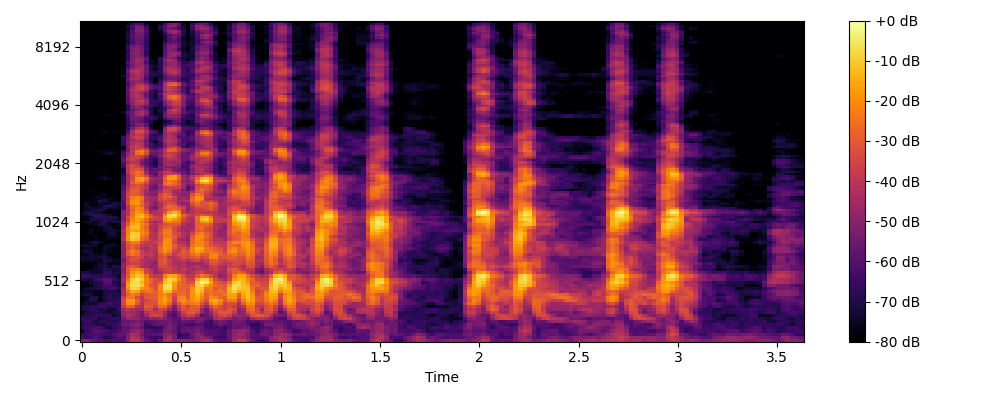 8192
4096
2048
1024
512
0
Hz
0 0.5 1 1.5 2 2.5 3 3.5
Time
+0 dB
-10 dB
-20 dB
-30 dB
-40 dB
-50 dB
-60 dB
-70 dB
-80 dB